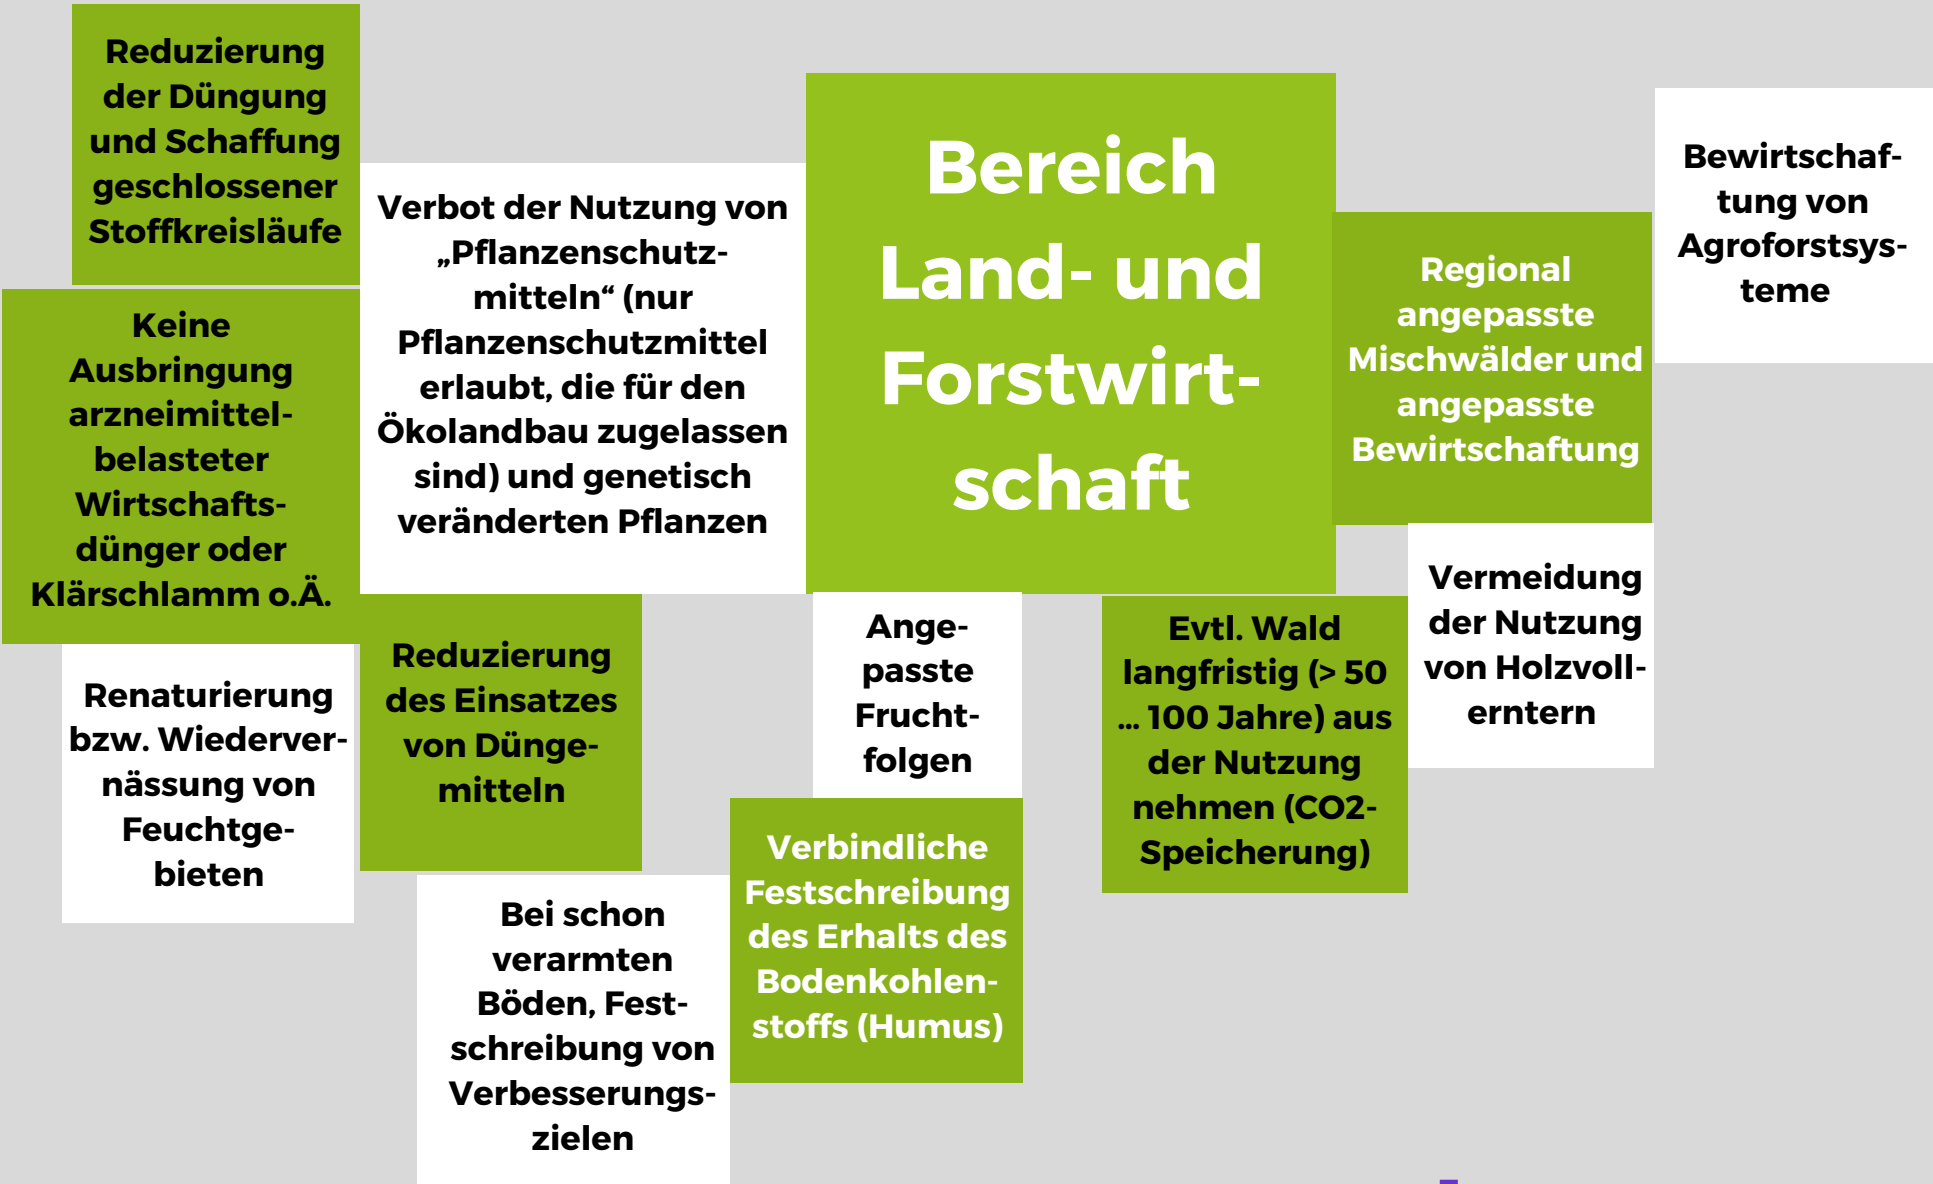 Reduzierung
der Düngung
und Schaffung
geschlossener
Stoffkreisläufe
Verbot der Nutzung von
„Pflanzenschutz-
mitteln“ (nur
Pflanzenschutzmittel
erlaubt, die für den
Ökolandbau zugelassen
sind) und genetisch
veränderten Pflanzen
Bereich
Land- und
Forstwirt-
schaft
Regional
angepasste
Mischwälder und
angepasste
Bewirtschaftung
Bewirtschaf-
tung von
Agroforstsys-
teme
Keine
Ausbringung
arzneimittel-
belasteter
Wirtschafts-
dünger oder
Klärschlamm o.Ä.
Renaturierung
bzw. Wiederver-
nässung von
Feuchtge-
bieten
Reduzierung
des Einsatzes
von Dünge-
mitteln
Ange-
passte
Frucht-
folgen
Evtl. Wald
langfristig (> 50
... 100 Jahre) aus
der Nutzung
nehmen (CO2-
Speicherung)
Vermeidung
der Nutzung
von Holzvoll-
erntern
Bei schon
verarmten
Böden, Fest-
schreibung von
Verbesserungs-
zielen
Verbindliche
Festschreibung
des Erhalts des
Bodenkohlen-
stoffs (Humus)